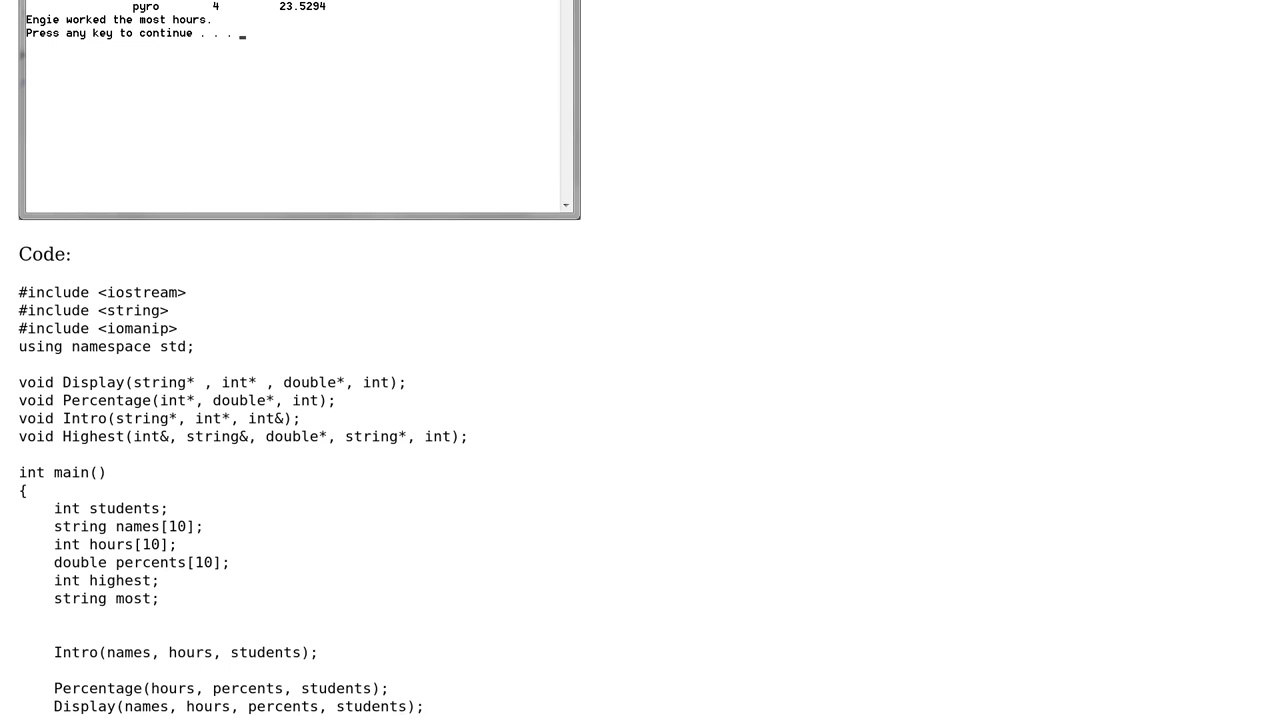 pyro 4 23.5294
Engie worked the most hours.
Press any key to continue . . . _
Code:
#include <iostream>
#include <string>
#include <iomanip>
using namespace std;
void Display(string* , int* , double*, int);
void Percentage(int*, double*, int);
void Intro(string*, int*, int&);
void Highest(int&, string&, double*, string*, int);
int main()
{
    int students;
    string names[10];
    int hours[10];
    double percents[10];
    int highest;
    string most;
    Intro(names, hours, students);
    Percentage(hours, percents, students);
    Display(names, hours, percents, students);